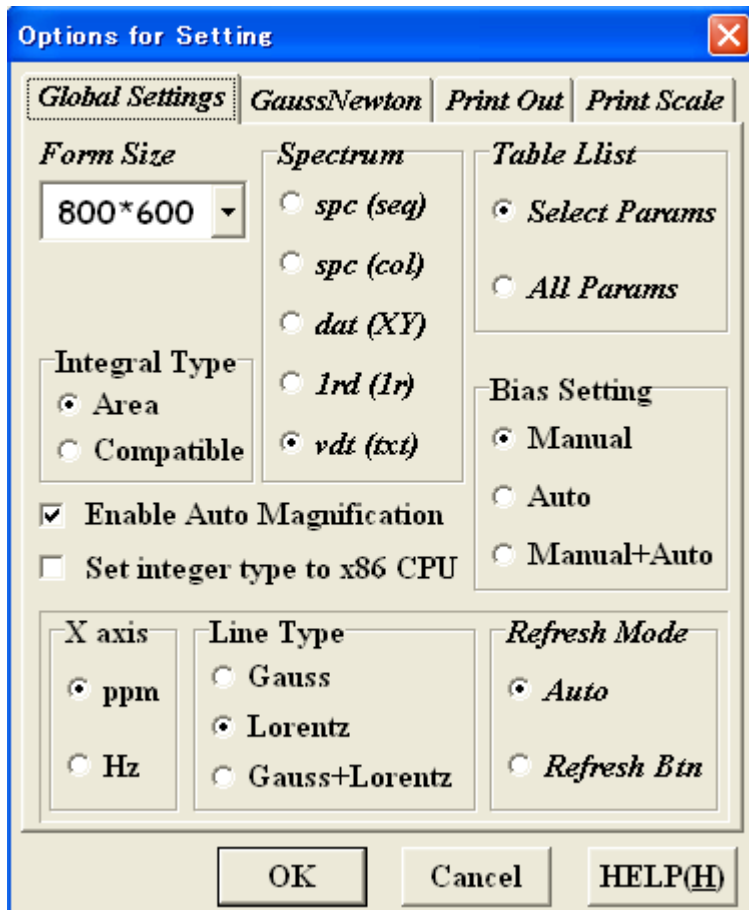 Options for Setting
Global Settings GaussNewton Print Out Print Scale
Form Size
800*600
Spectrum
spc (seq)
spc (col)
dat (XY)
1rd (1r)
vdt (txt)
Table Llist
Select Params
All Params
Integral Type
Area
Compatible
Bias Setting
Manual
Auto
Manual+Auto
Enable Auto Magnification
Set integer type to x86 CPU
X axis
ppm
Hz
Line Type
Gauss
Lorentz
Gauss+Lorentz
Refresh Mode
Auto
Refresh Btn
OK Cancel HELP(H)